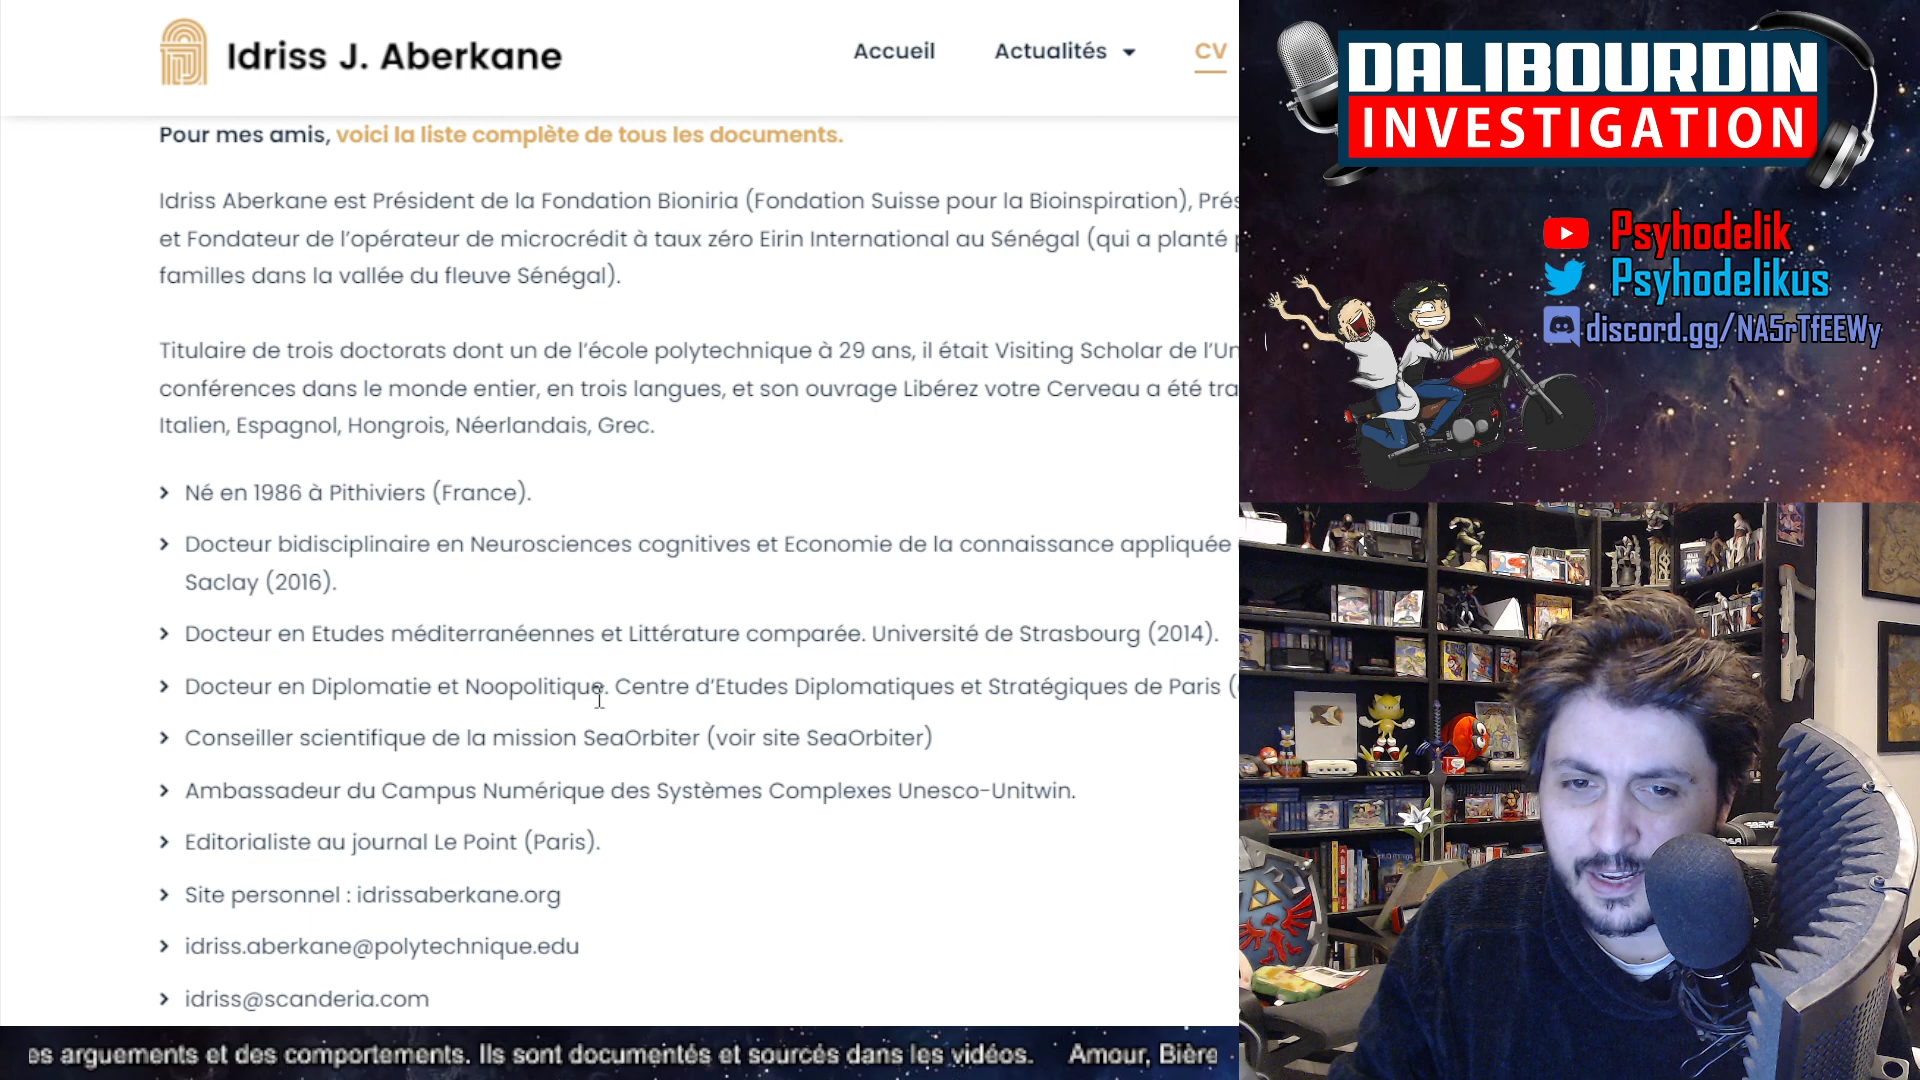 Idriss J. Aberkane
Accueil
Actualités
CV
Pour mes amis, voici la liste complète de tous les documents.
Idriss Aberkane est Président de la Fondation Bioniria (Fondation Suisse pour la Bioinspiration), Prés
et Fondateur de l'opérateur de microcrédit à taux zéro Eirin International au Sénégal (qui a planté p
familles dans la vallée du fleuve Sénégal).
Titulaire de trois doctorats dont un de l'école polytechnique à 29 ans, il était Visiting Scholar de l'Un
conférences dans le monde entier, en trois langues, et son ouvrage Libérez votre Cerveau a été tra
Italien, Espagnol, Hongrois, Néerlandais, Grec.
Né en 1986 à Pithiviers (France).
Docteur bidisciplinaire en Neurosciences cognitives et Economie de la connaissance appliquée
Saclay (2016).
Docteur en Etudes méditerranéennes et Littérature comparée. Université de Strasbourg (2014).
Docteur en Diplomatie et Noopolitique. Centre d'Etudes Diplomatiques et Stratégiques de Paris (
Conseiller scientifique de la mission SeaOrbiter (voir site SeaOrbiter)
Ambassadeur du Campus Numérique des Systèmes Complexes Unesco-Unitwin.
Editorialiste au journal Le Point (Paris).
Site personnel : idrissaberkane.org
idriss.aberkane@polytechnique.edu
idriss@scanderia.com
es arguements et des comportements. Ils sont documentés et sourcés dans les vidéos. Amour, Bière
DALIBOURDIN
INVESTIGATION
Psyhodelik
Psyhodelikus
discord.gg/NA5rTfEEWy